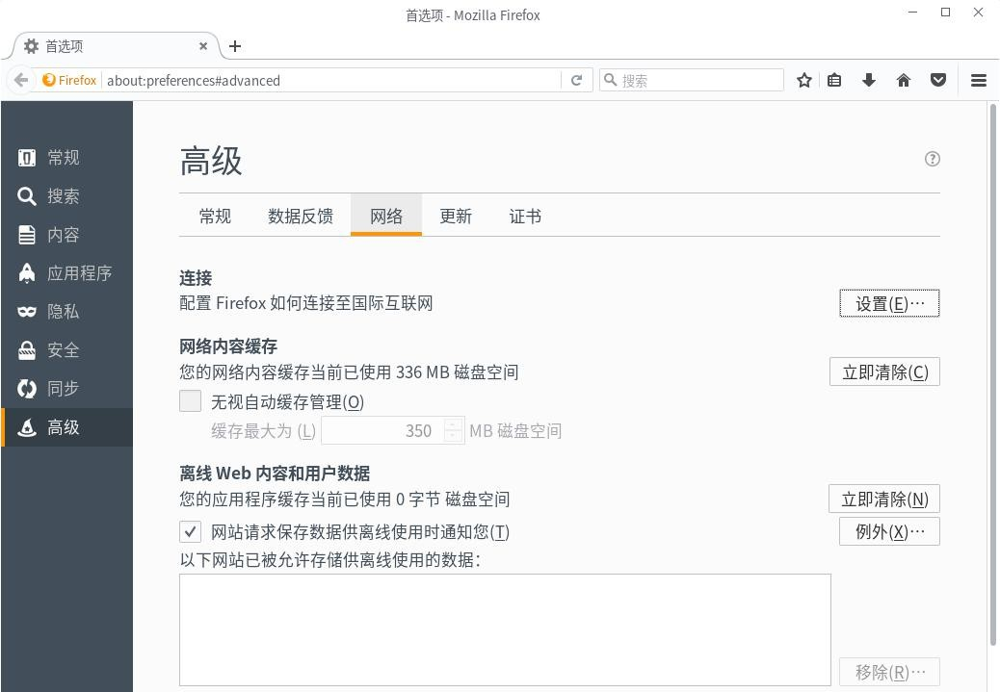 首选项 - Mozilla Firefox
首选项
Firefox about:preferences#advanced 搜索
常规
搜索
内容
应用程序
隐私
安全
同步
高级
高级
常规 数据反馈 网络 更新 证书
连接
配置 Firefox 如何连接至国际互联网 设置(E)…
网络内容缓存
您的网络内容缓存当前已使用 336 MB 磁盘空间 立即清除(C)
无视自动缓存管理(O)
缓存最大为 (L) 350 MB 磁盘空间
离线 Web 内容和用户数据
您的应用程序缓存当前已使用 0 字节 磁盘空间 立即清除(N)
网站请求保存数据供离线使用时通知您(T) 例外(X)…
以下网站已被允许存储供离线使用的数据：
移除(R)…